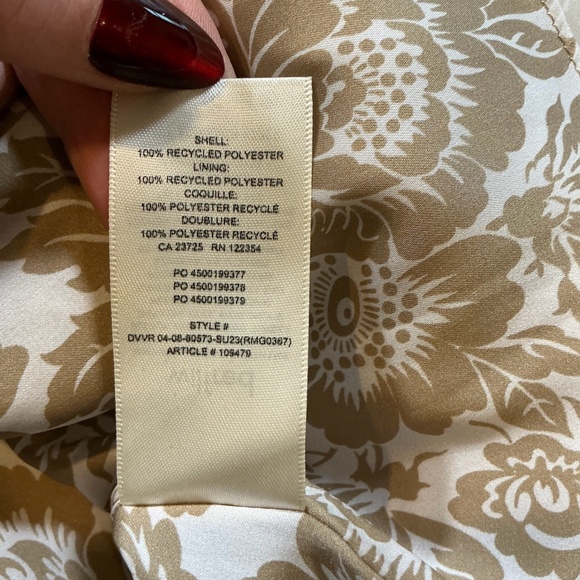 SHELL:
100% RECYCLED POLYESTER
LINING:
100% RECYCLED POLYESTER
COQUILLE:
100% POLYESTER RECYCLÉ
DOUBLURE:
100% POLYESTER RECYCLÉ
CA 23725 RN 122354
PO 4500199377
PO 4500199378
PO 4500199379
STYLE #
DVVR 04-08-80573-SU23(RMG0367)
ARTICLE # 109479
Wilfred